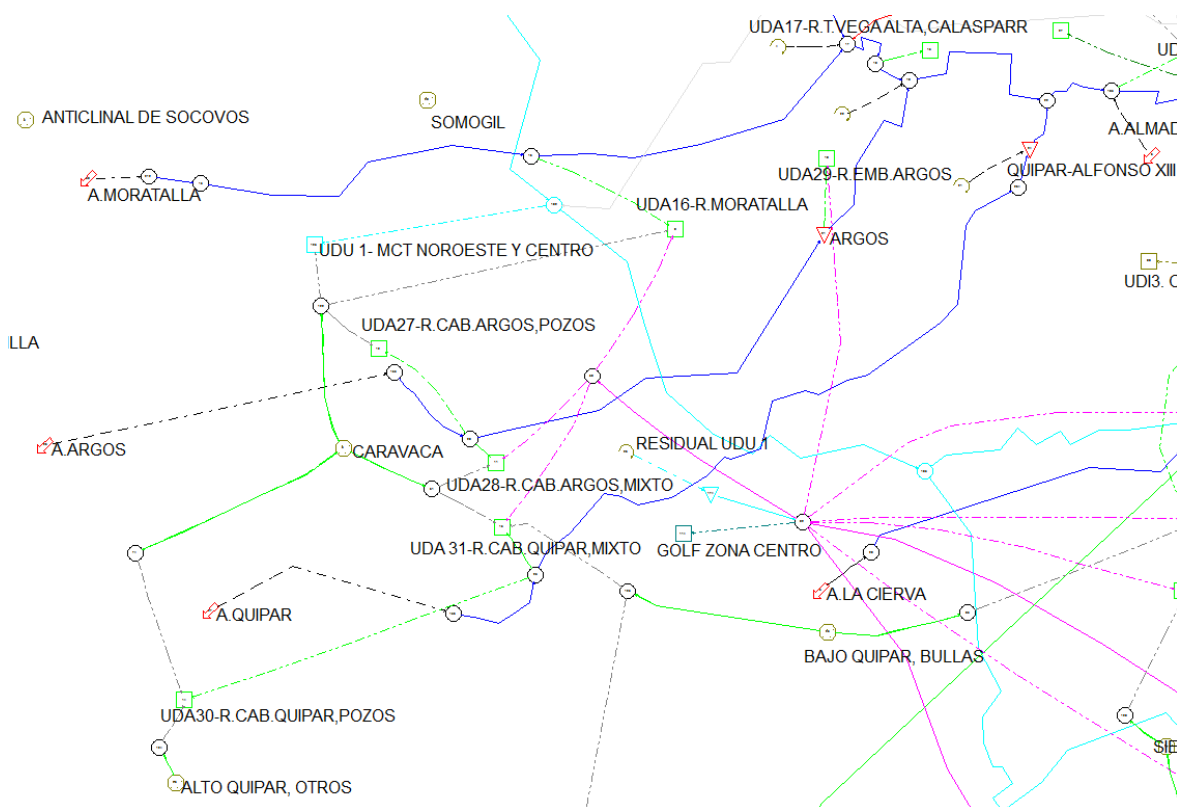 UDA17-R.T.VEGA ALTA,CALASPARR
UD
ANTICLINAL DE SOCOVOS
SOMOGIL
A.ALMAD
A.MORATALLA
UDA29-R.EMB.ARGOS
QUIPAR-ALFONSO XIII
UDA16-R.MORATALLA
UDU 1- MCT NOROESTE Y CENTRO
ARGOS
UDI3. C
UDA27-R.CAB.ARGOS,POZOS
ILLA
A.ARGOS
CARAVACA
RESIDUAL UDU 1
UDA28-R.CAB.ARGOS,MIXTO
UDA 31-R.CAB.QUIPAR,MIXTO
GOLF ZONA CENTRO
A.QUIPAR
A.LA CIERVA
BAJO QUIPAR, BULLAS
UDA30-R.CAB.QUIPAR,POZOS
SIE
ALTO QUIPAR, OTROS